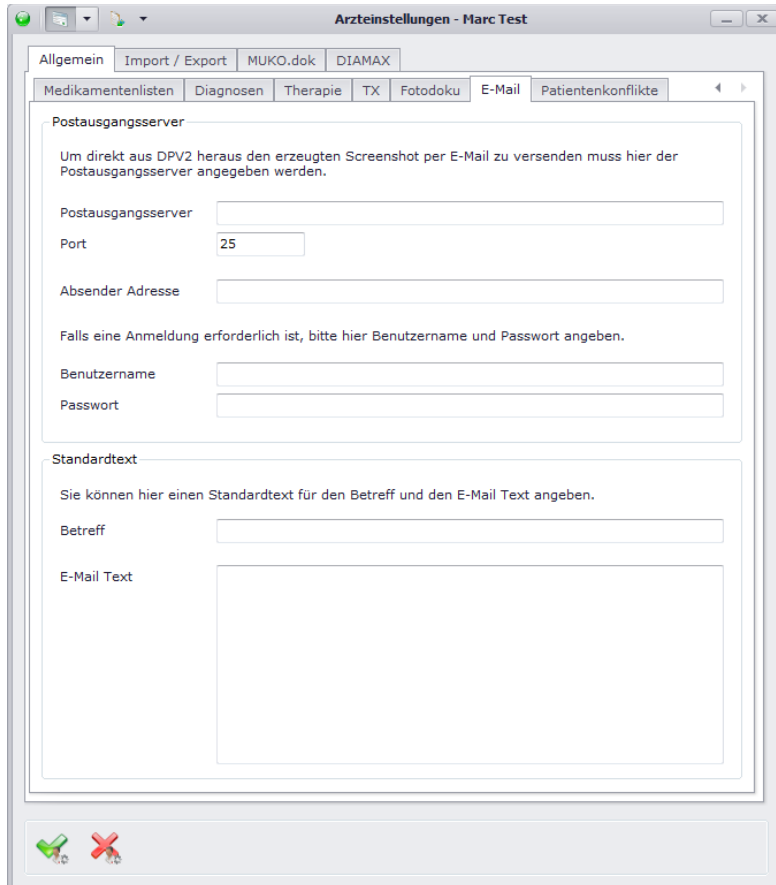 Arzteinstellungen - Marc Test
Allgemein Import / Export MUKO.dok DIAMAX
Medikamentenlisten Diagnosen Therapie TX Fotodoku E-Mail Patientenkonflikte
Postausgangsserver
Um direkt aus DPV2 heraus den erzeugten Screenshot per E-Mail zu versenden muss hier der
Postausgangsserver angegeben werden.
Postausgangsserver
Port 25
Absender Adresse
Falls eine Anmeldung erforderlich ist, bitte hier Benutzername und Passwort angeben.
Benutzername
Passwort
Standardtext
Sie können hier einen Standardtext für den Betreff und den E-Mail Text angeben.
Betreff
E-Mail Text